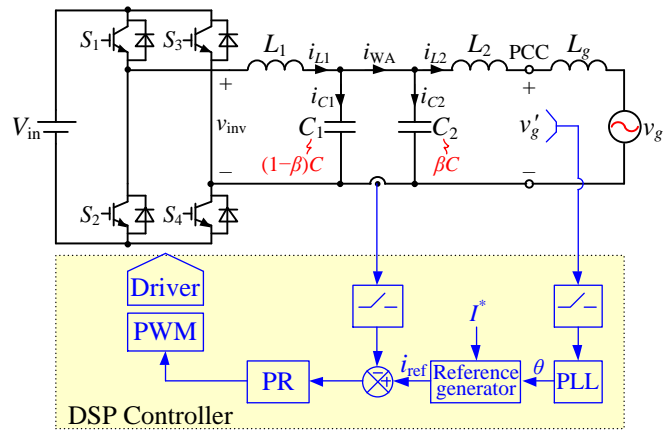 S1 S3 L1 iL1 iWA iL2 L2 PCC Lg
+ +
iC1 iC2
Vin vinv C1 C2 v′g vg
(1−β)C βC
S2 S4 − −
Driver
I*
PWM
iref θ
PR − + Reference generator PLL
DSP Controller